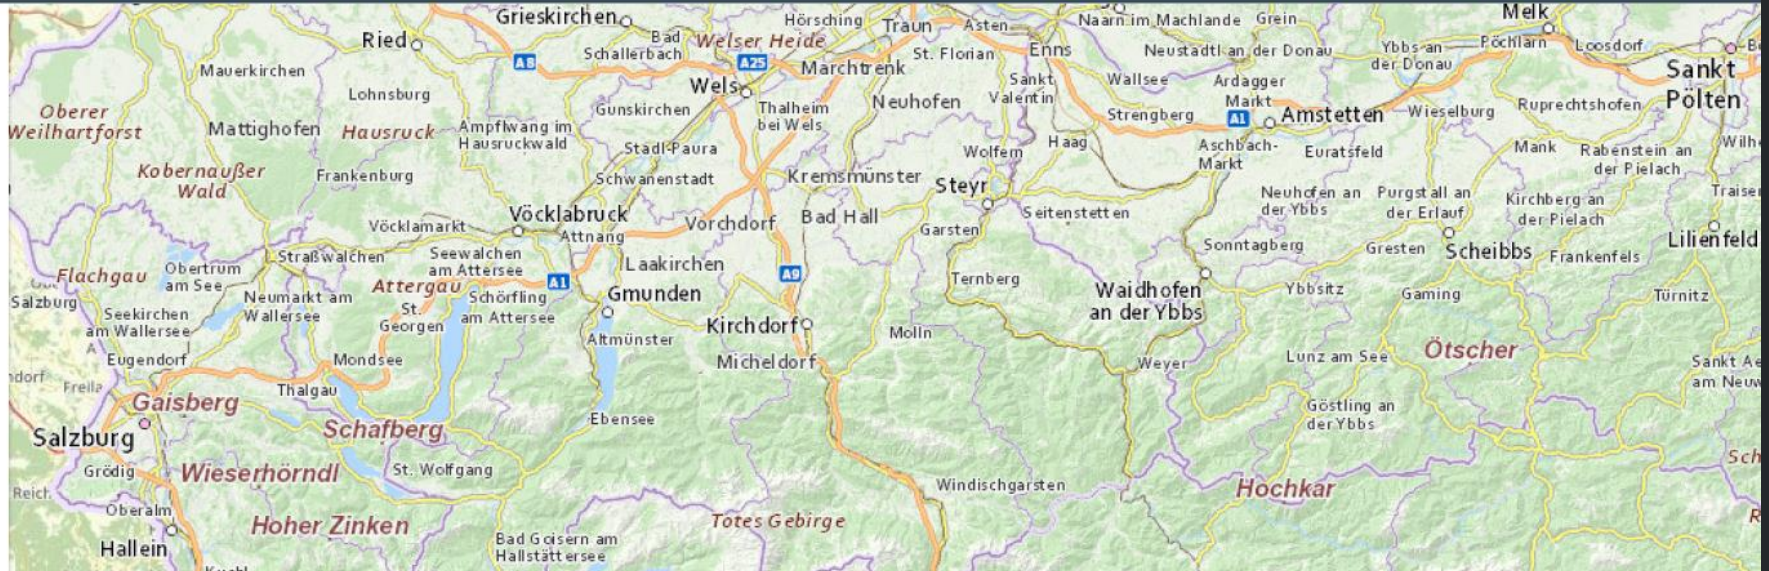 Grieskirchen
Hörsching
Traun
Asten
Naarn im Machlande
Grein
Melk
Ried
Bad
Schallerbach
Welser Heide
St. Florian
Enns
Neustadtl an der Donau
Ybbs an
der Donau
Pöchlarn
Loosdorf
A8
A25
Marchtrenk
Mauerkirchen
Wels
Sankt
Valentin
Wallsee
Ardagger
Markt
Sankt
Pölten
Lohnsburg
Gunskirchen
Thalheim
bei Wels
Neuhofen
Strengberg
A1
Amstetten
Wieselburg
Ruprechtshofen
Oberer
Weilhartforst
Mattighofen
Hausruck
Ampflwang im
Hausruckwald
Stadl-Paura
Wolfern
Haag
Aschbach-
Markt
Euratsfeld
Mank
Rabenstein an
der Pielach
Kobernaußer
Wald
Frankenburg
Schwanenstadt
Kremsmünster
Steyr
Neuhofen an
der Ybbs
Purgstall an
der Erlauf
Kirchberg an
der Pielach
Vöcklabruck
Vöcklamarkt
Attnang
Vorchdorf
Bad Hall
Garsten
Seitenstetten
Sonntagberg
Gresten
Scheibbs
Frankenfels
Lilienfeld
Straßwalchen
Seewalchen
am Attersee
Laakirchen
Flachgau
Obertrum
am See
Attergau
A1
A9
Ternberg
Waidhofen
an der Ybbs
Ybbsitz
Gaming
Türnitz
Salzburg
Seekirchen
am Wallersee
Neumarkt am
Wallersee
St.
Georgen
Schörfling
am Attersee
Gmunden
Kirchdorf
Molln
Altmünster
Eugendorf
Mondsee
Micheldorf
Weyer
Lunz am See
Ötscher
Thalgau
Gaisberg
Schafberg
Ebensee
Göstling an
der Ybbs
Salzburg
Grödig
Wieserhörndl
St. Wolfgang
Windischgarsten
Hochkar
Oberalm
Hoher Zinken
Totes Gebirge
Hallein
Bad Goisern am
Hallstättersee